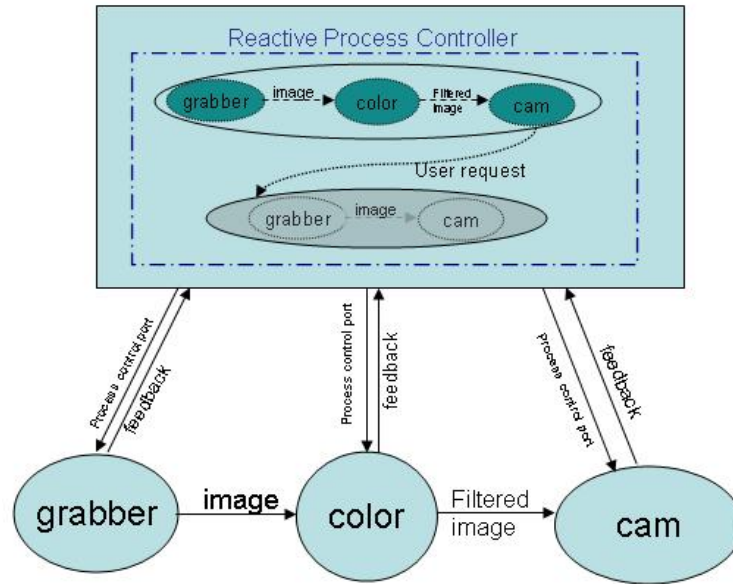 Reactive Process Controller
grabber
image
color
Filtered
Image
cam
User request
grabber
image
cam
Process control port
feedback
Process control port
feedback
Process control port
feedback
grabber
image
color
Filtered
image
cam